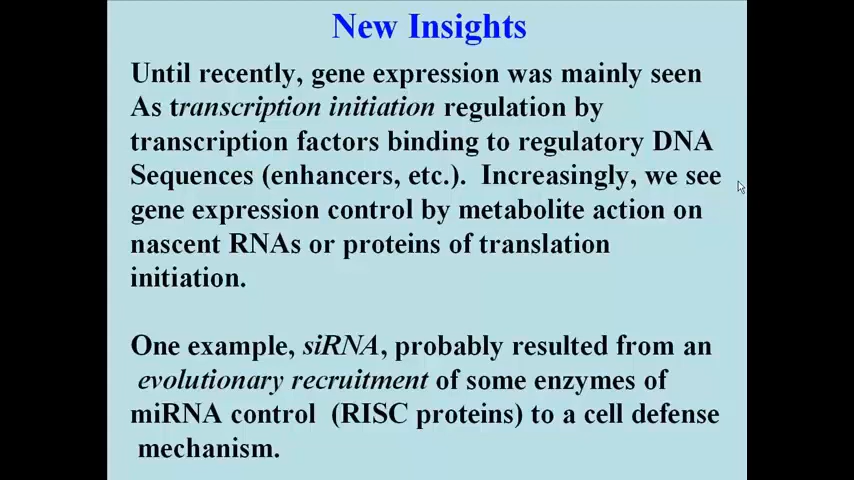 New Insights
Until recently, gene expression was mainly seen
As transcription initiation regulation by
transcription factors binding to regulatory DNA
Sequences (enhancers, etc.). Increasingly, we see
gene expression control by metabolite action on
nascent RNAs or proteins of translation
initiation.
One example, siRNA, probably resulted from an
evolutionary recruitment of some enzymes of
miRNA control (RISC proteins) to a cell defense
mechanism.